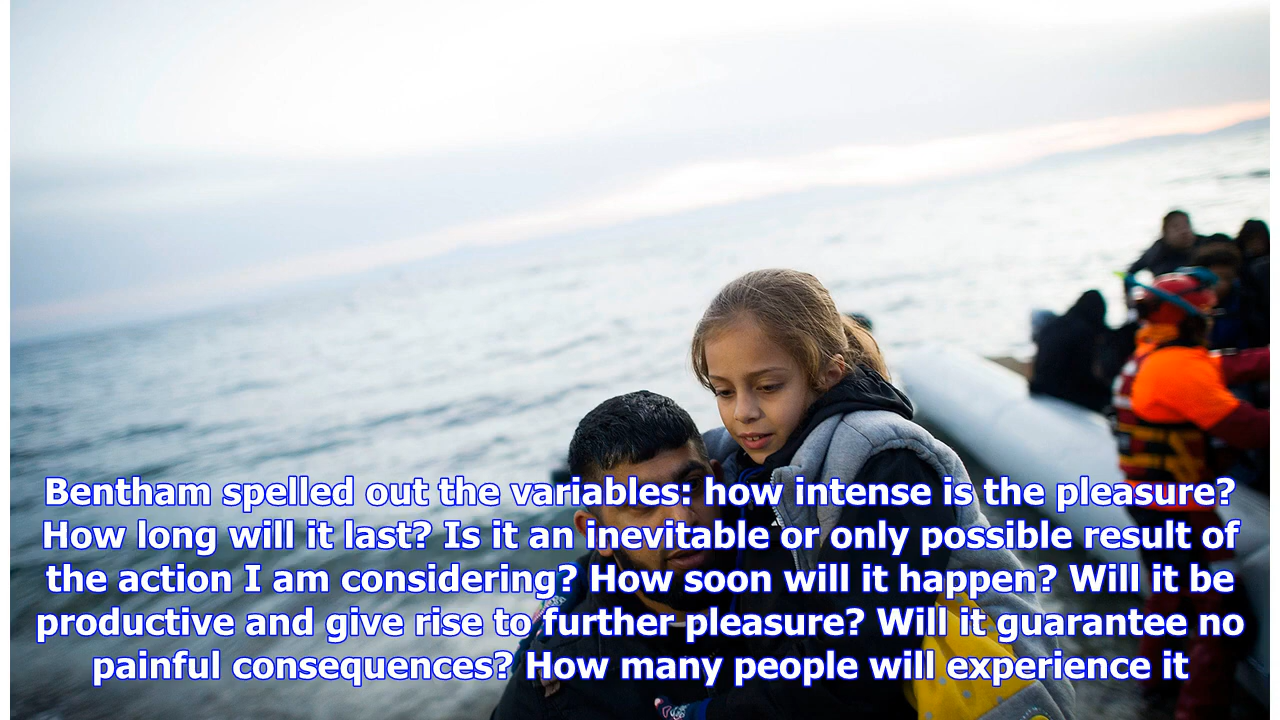 Bentham spelled out the variables: how intense is the pleasure?
How long will it last? Is it an inevitable or only possible result of
the action I am considering? How soon will it happen? Will it be
productive and give rise to further pleasure? Will it guarantee no
painful consequences? How many people will experience it